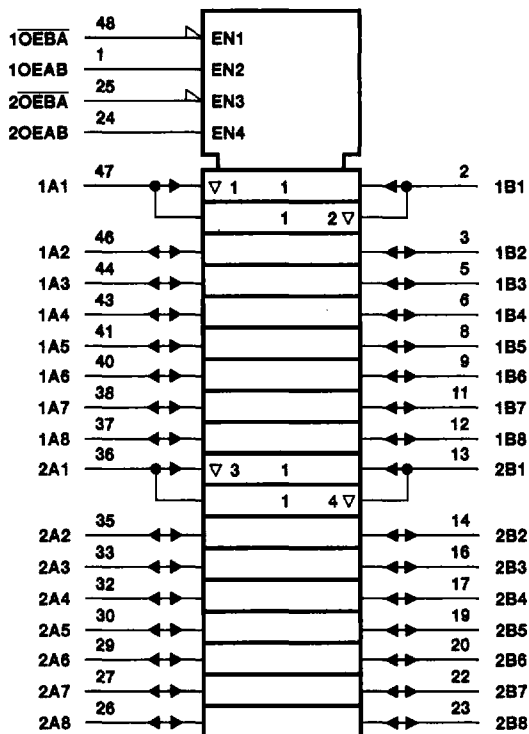 48
1O̅E̅B̅A̅ EN1
1
1OEAB EN2
25
2O̅E̅B̅A̅ EN3
24
2OEAB EN4
47 2
1A1 ▽ 1 1 1B1
1 2 ▽
46 3
1A2 1B2
44 5
1A3 1B3
43 6
1A4 1B4
41 8
1A5 1B5
40 9
1A6 1B6
38 11
1A7 1B7
37 12
1A8 1B8
36 13
2A1 ▽ 3 1 2B1
1 4 ▽
35 14
2A2 2B2
33 16
2A3 2B3
32 17
2A4 2B4
30 19
2A5 2B5
29 20
2A6 2B6
27 22
2A7 2B7
26 23
2A8 2B8